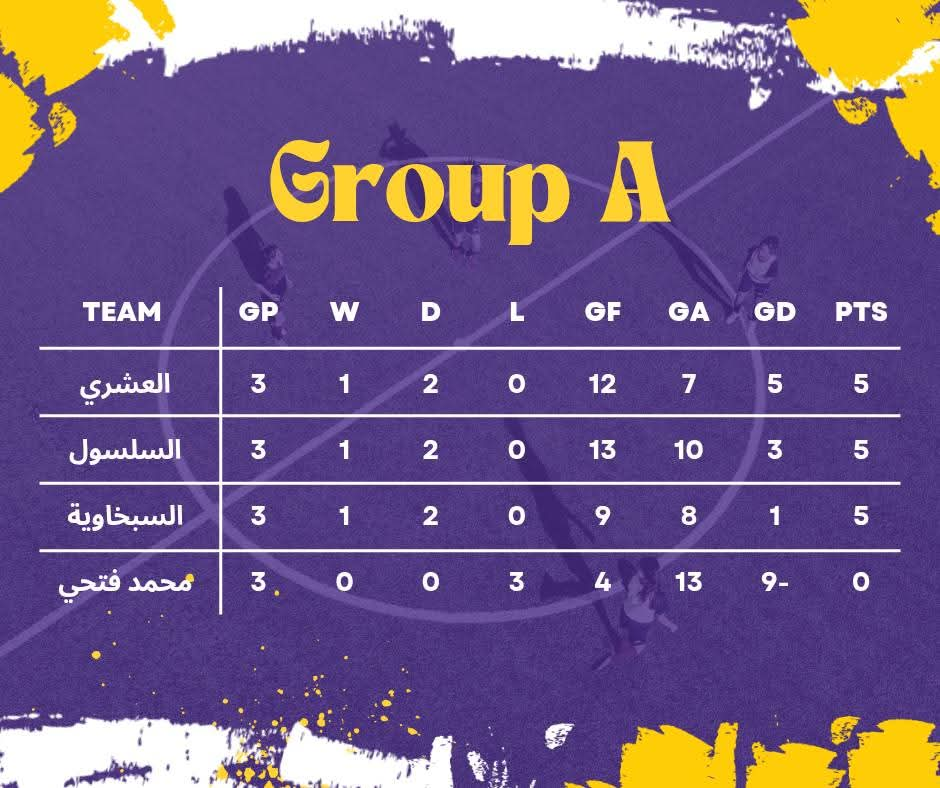 Group A
TEAM GP W D L GF GA GD PTS
العشري 3 1 2 0 12 7 5 5
السلسول 3 1 2 0 13 10 3 5
السبخاوية 3 1 2 0 9 8 1 5
محمد فتحي 3 0 0 3 4 13 9- 0